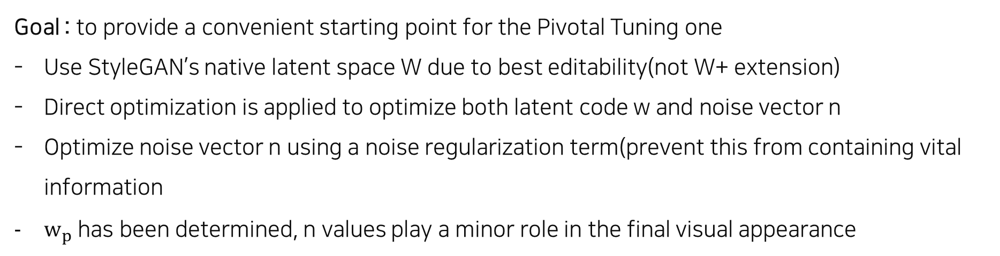 Goal : to provide a convenient starting point for the Pivotal Tuning one
- Use StyleGAN’s native latent space W due to best editability(not W+ extension)
- Direct optimization is applied to optimize both latent code w and noise vector n
- Optimize noise vector n using a noise regularization term(prevent this from containing vital
information
- wₚ has been determined, n values play a minor role in the final visual appearance